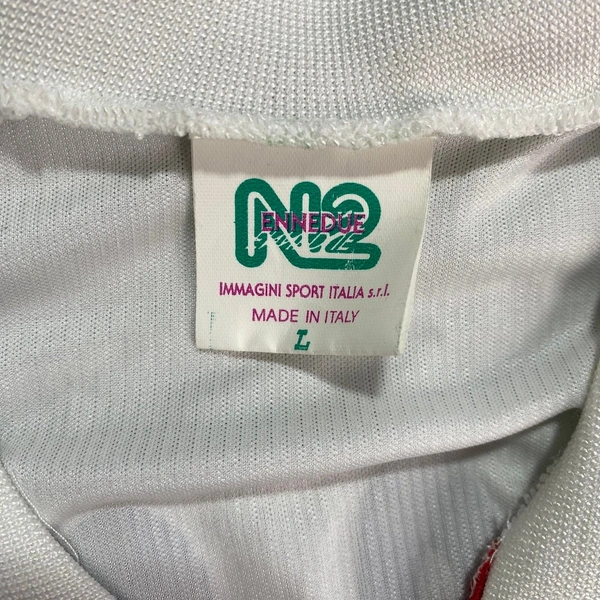 N2
ENNEDUE
IMMAGINI SPORT ITALIA s.r.l.
MADE IN ITALY
L